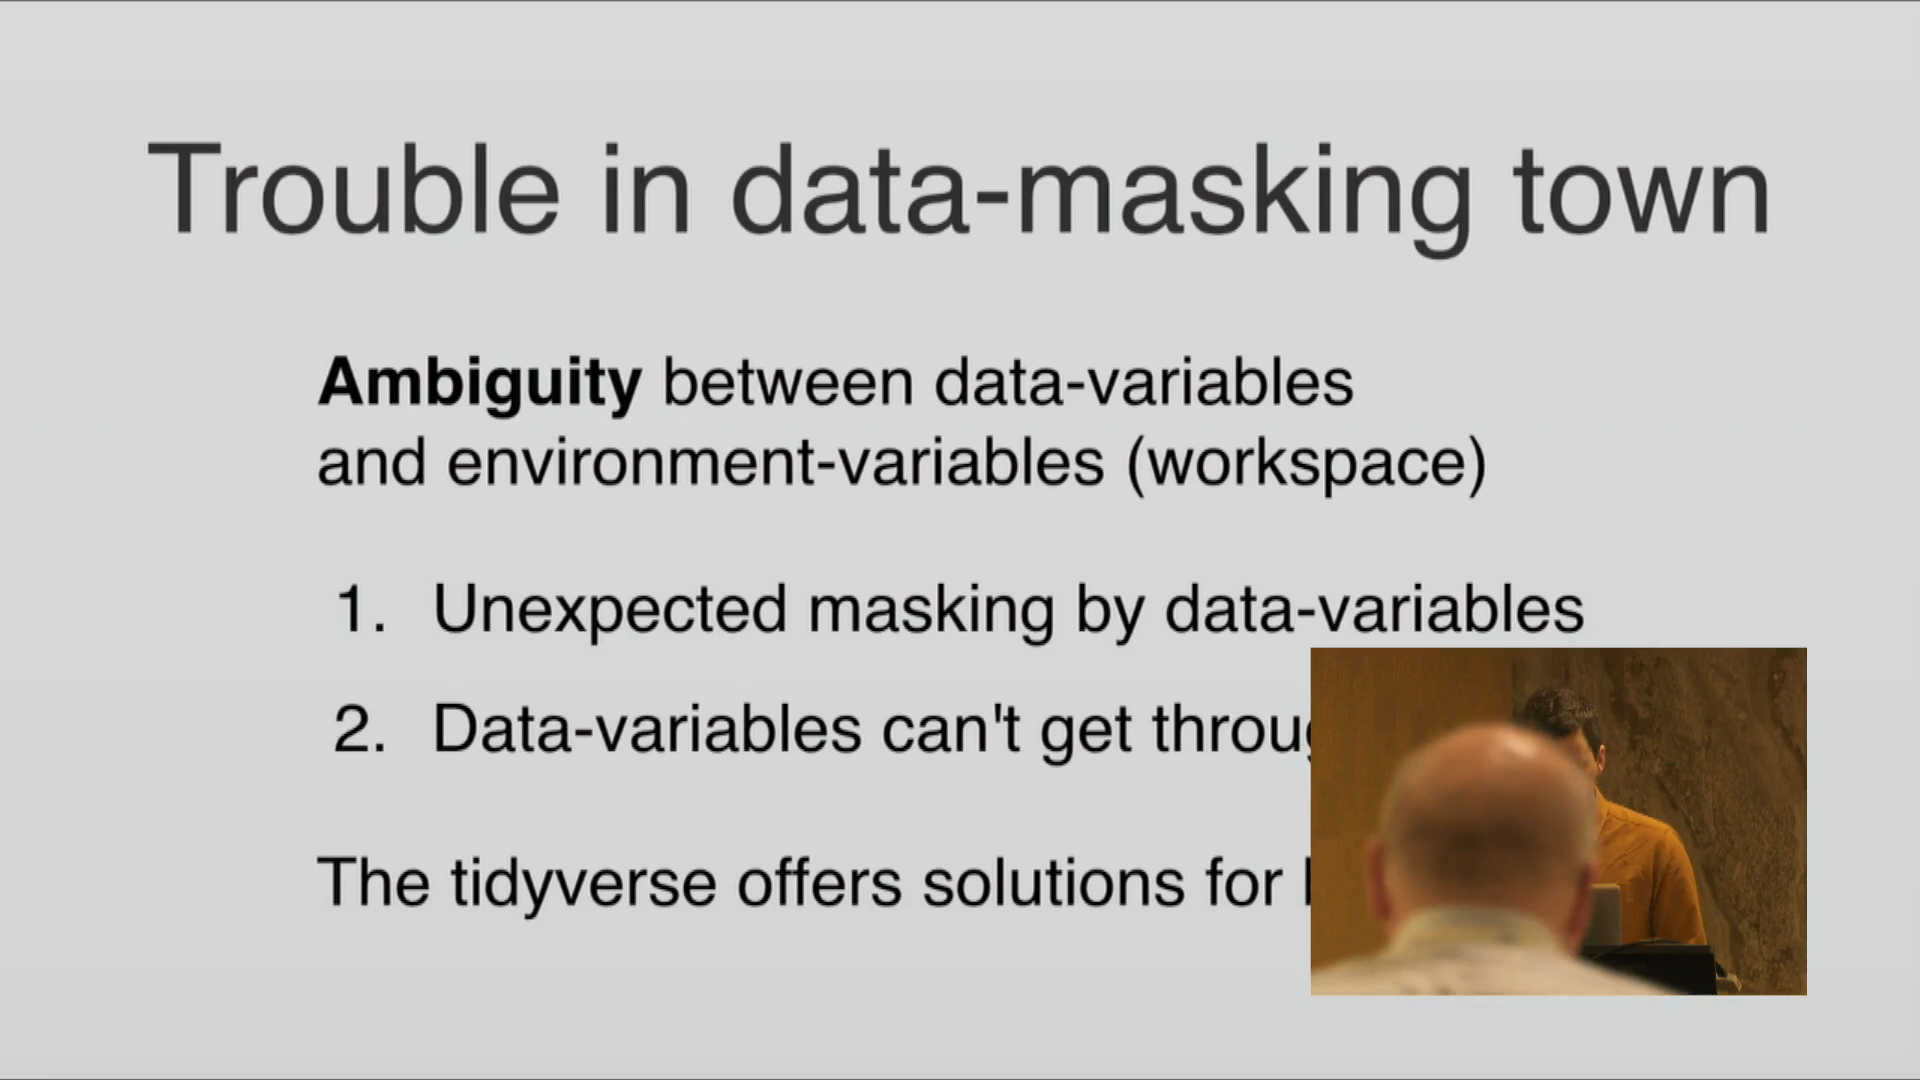 Trouble in data-masking town
Ambiguity between data-variables
and environment-variables (workspace)
1. Unexpected masking by data-variables
2. Data-variables can't get
The tidyverse offers solutions for